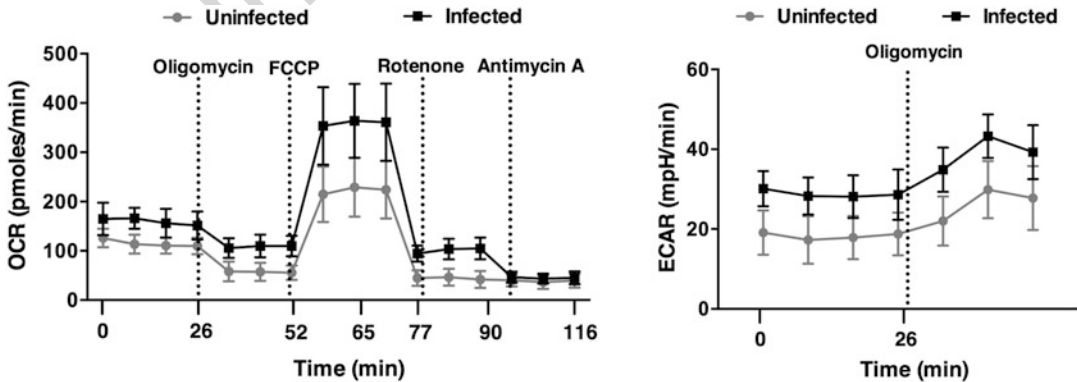 Uninfected Infected
Oligomycin FCCP Rotenone Antimycin A
500
400
300
200
100
0
OCR (pmoles/min)
0 26 52 65 77 90 116
Time (min)
Uninfected Infected
Oligomycin
60
40
20
0
ECAR (mpH/min)
0 26
Time (min)